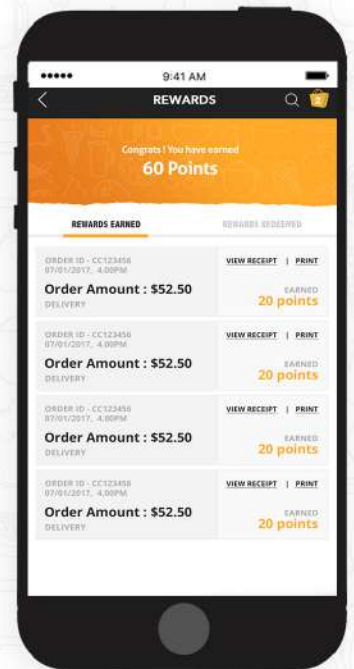 9:41 AM
REWARDS
2
Congrats ! You have earned
60 Points
REWARDS EARNED
REWARDS REDEEMED
ORDER ID - CC123456
07/01/2017, 4.00PM
VIEW RECEIPT | PRINT
Order Amount : $52.50
DELIVERY
EARNED
20 points
ORDER ID - CC123456
07/01/2017, 4.00PM
VIEW RECEIPT | PRINT
Order Amount : $52.50
DELIVERY
EARNED
20 points
ORDER ID - CC123456
07/01/2017, 4.00PM
VIEW RECEIPT | PRINT
Order Amount : $52.50
DELIVERY
EARNED
20 points
ORDER ID - CC123456
07/01/2017, 4.00PM
VIEW RECEIPT | PRINT
Order Amount : $52.50
DELIVERY
EARNED
20 points